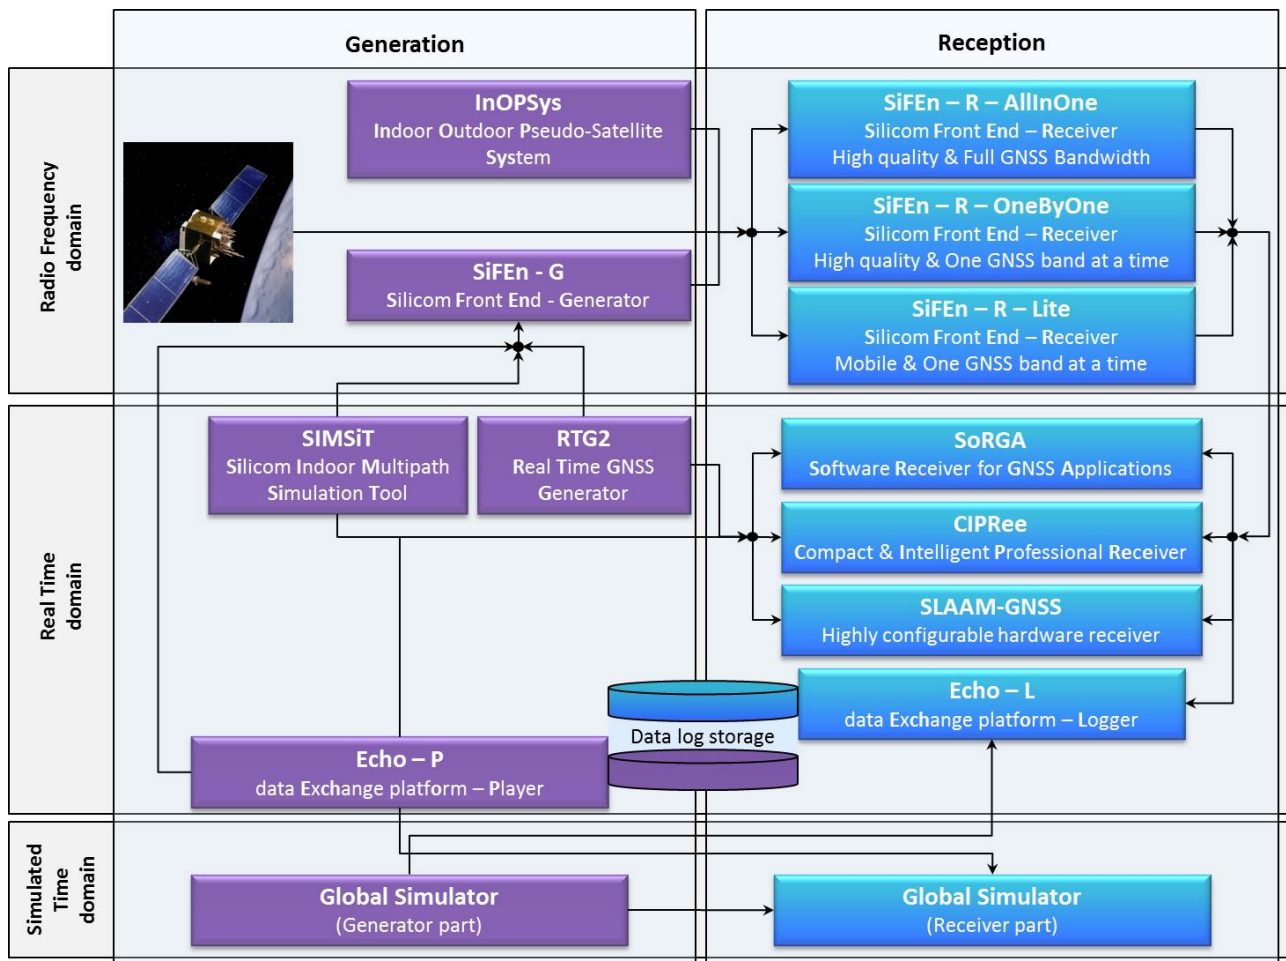 Generation
Reception
Radio Frequency
domain
InOPSys
Indoor Outdoor Pseudo-Satellite
System
SiFEn - G
Silicom Front End - Generator
SiFEn – R – AllInOne
Silicom Front End – Receiver
High quality & Full GNSS Bandwidth
SiFEn – R – OneByOne
Silicom Front End – Receiver
High quality & One GNSS band at a time
SiFEn – R – Lite
Silicom Front End – Receiver
Mobile & One GNSS band at a time
Real Time
domain
SIMSiT
Silicom Indoor Multipath
Simulation Tool
RTG2
Real Time GNSS
Generator
SoRGA
Software Receiver for GNSS Applications
CIPRee
Compact & Intelligent Professional Receiver
SLAAM-GNSS
Highly configurable hardware receiver
Echo – L
data Exchange platform – Logger
Data log storage
Echo – P
data Exchange platform – Player
Simulated
Time
domain
Global Simulator
(Generator part)
Global Simulator
(Receiver part)